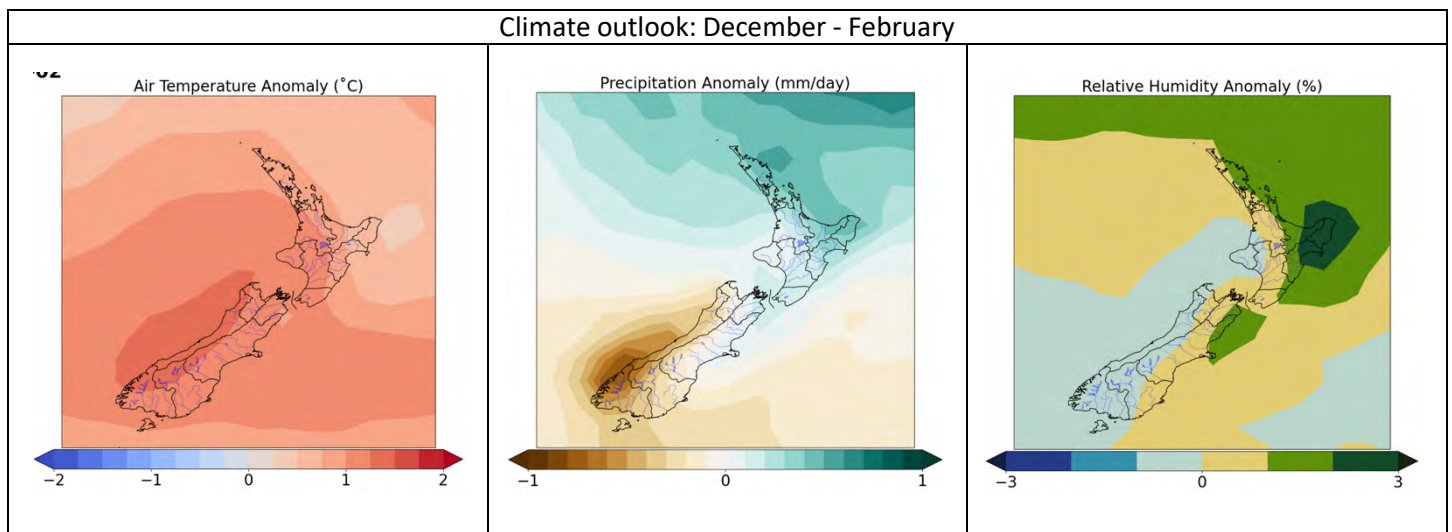 Climate outlook: December - February
Air Temperature Anomaly (˚C)
−2 −1 0 1 2
Precipitation Anomaly (mm/day)
−1 0 1
Relative Humidity Anomaly (%)
−3 0 3